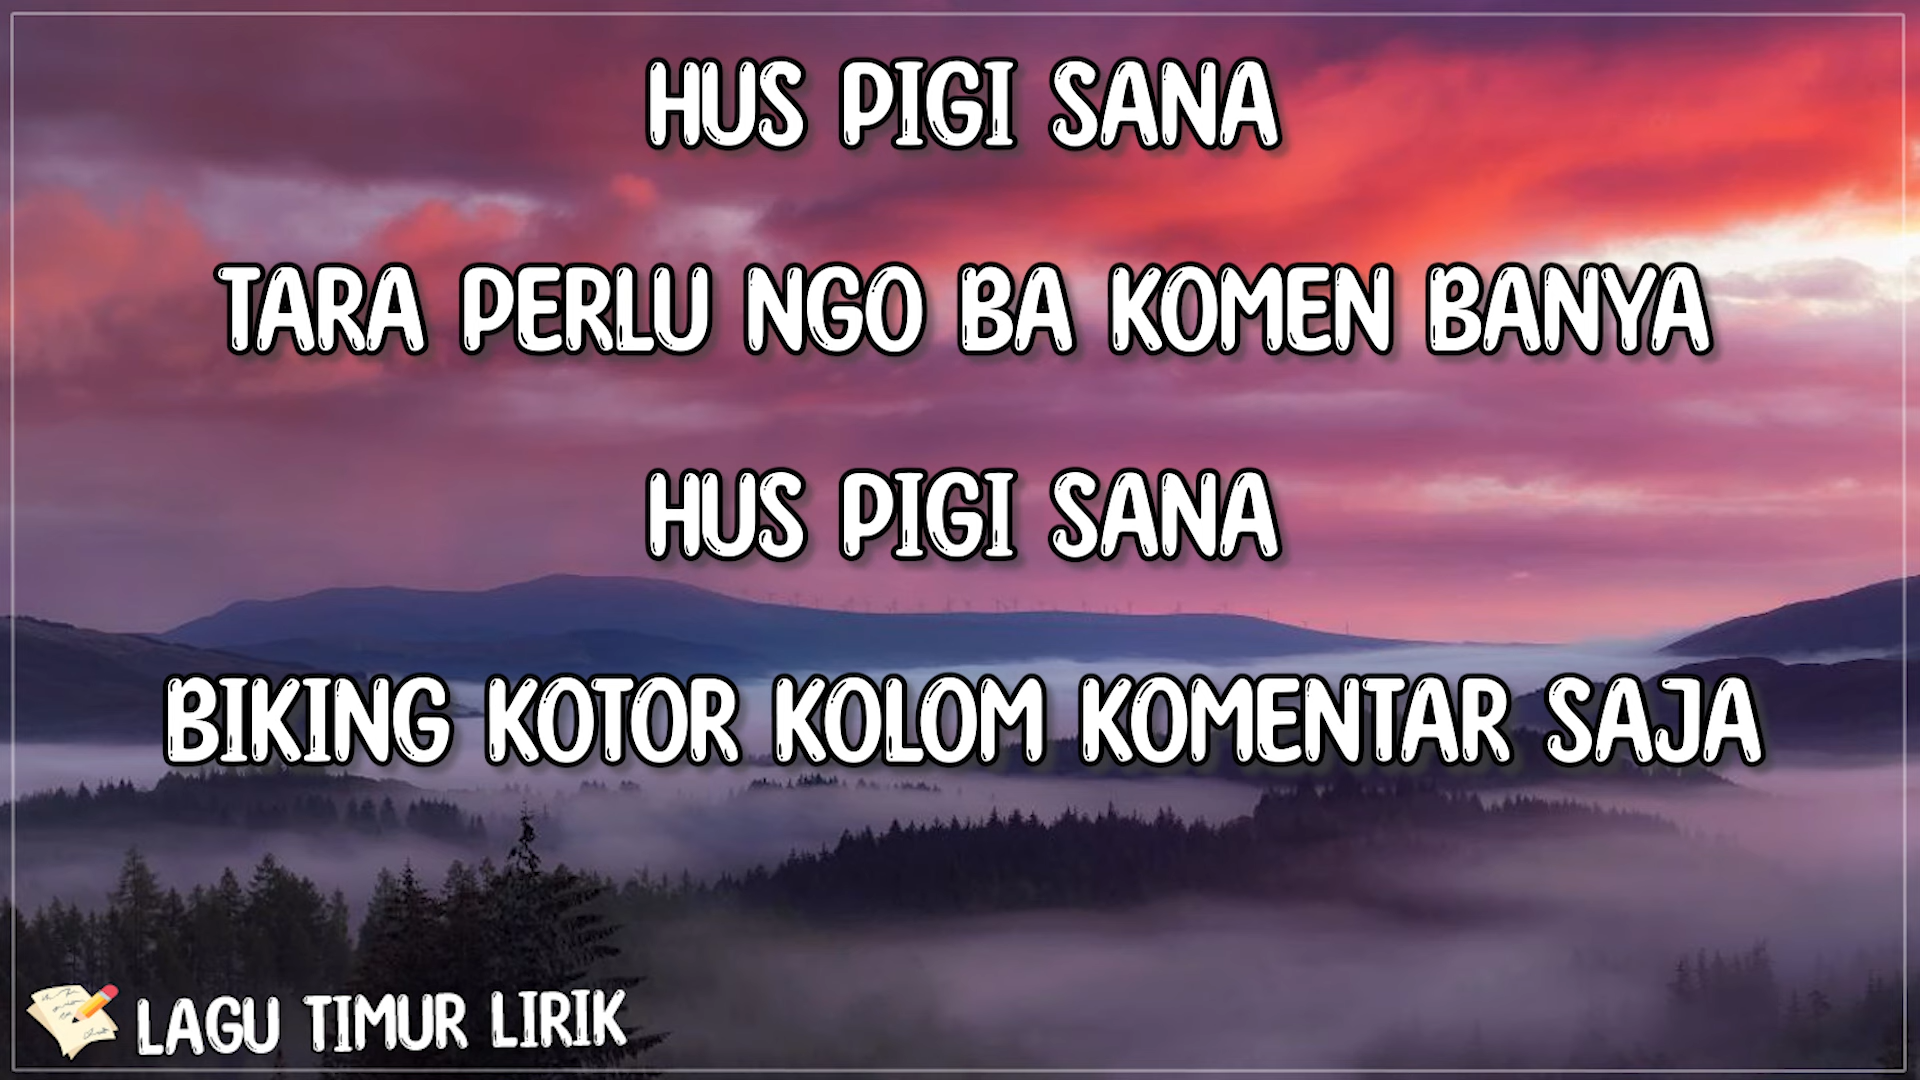 HUS PIGI SANA
TARA PERLU NGO BA KOMEN BANYA
HUS PIGI SANA
BIKING KOTOR KOLOM KOMENTAR SAJA
LAGU TIMUR LIRIK